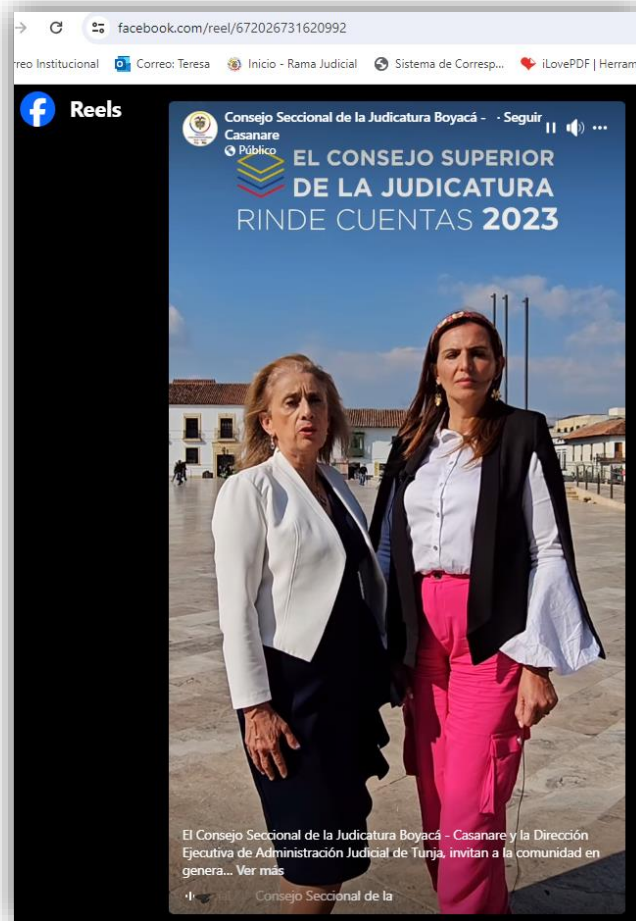 facebook.com/reel/672026731620992
reo Institucional Correo: Teresa Inicio - Rama Judicial Sistema de Corresp... iLovePDF | Herram
Reels
Consejo Seccional de la Judicatura Boyacá - · Seguir
Casanare
Público
EL CONSEJO SUPERIOR
DE LA JUDICATURA
RINDE CUENTAS 2023
El Consejo Seccional de la Judicatura Boyacá - Casanare y la Dirección
Ejecutiva de Administración Judicial de Tunja, invitan a la comunidad en
genera... Ver más
Consejo Seccional de la